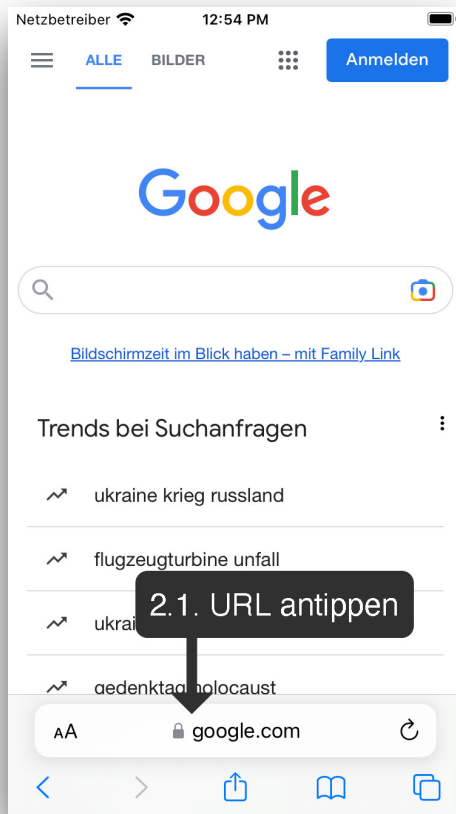 Netzbetreiber 12:54 PM
ALLE BILDER Anmelden
Google
Bildschirmzeit im Blick haben – mit Family Link
Trends bei Suchanfragen
ukraine krieg russland
flugzeugturbine unfall
2.1. URL antippen
ukrai
gedenktag holocaust
AA google.com